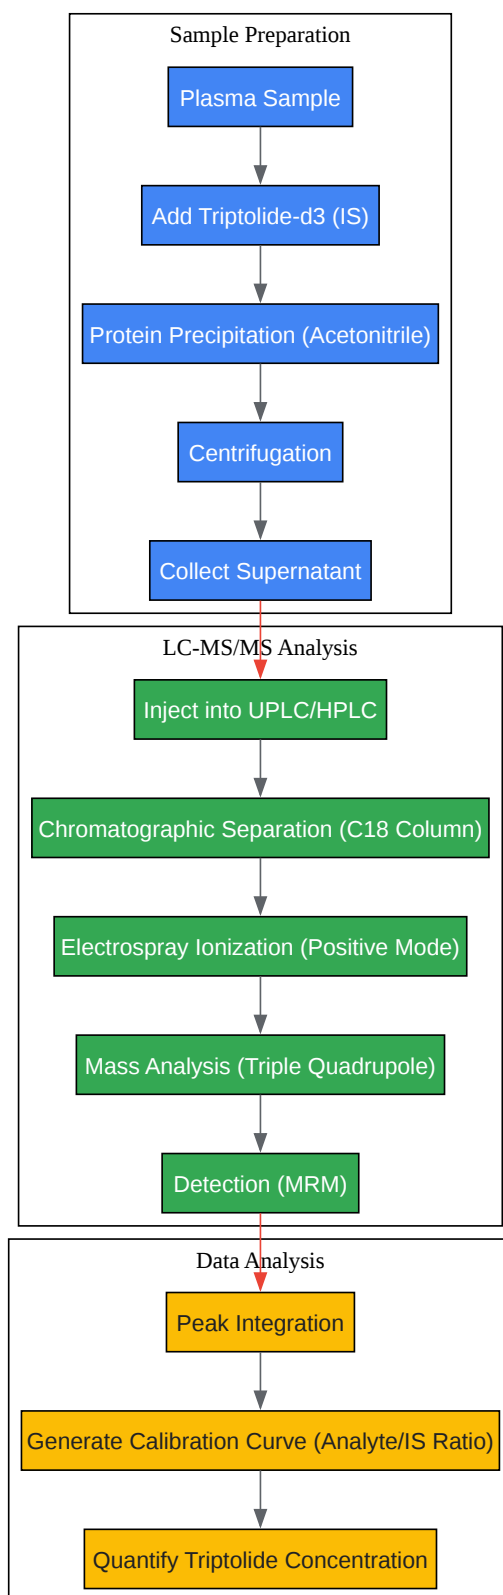 Sample Preparation
Plasma Sample
Add Triptolide-d3 (IS)
Protein Precipitation (Acetonitrile)
Centrifugation
Collect Supernatant
LC-MS/MS Analysis
Inject into UPLC/HPLC
Chromatographic Separation (C18 Column)
Electrospray Ionization (Positive Mode)
Mass Analysis (Triple Quadrupole)
Detection (MRM)
Data Analysis
Peak Integration
Generate Calibration Curve (Analyte/IS Ratio)
Quantify Triptolide Concentration